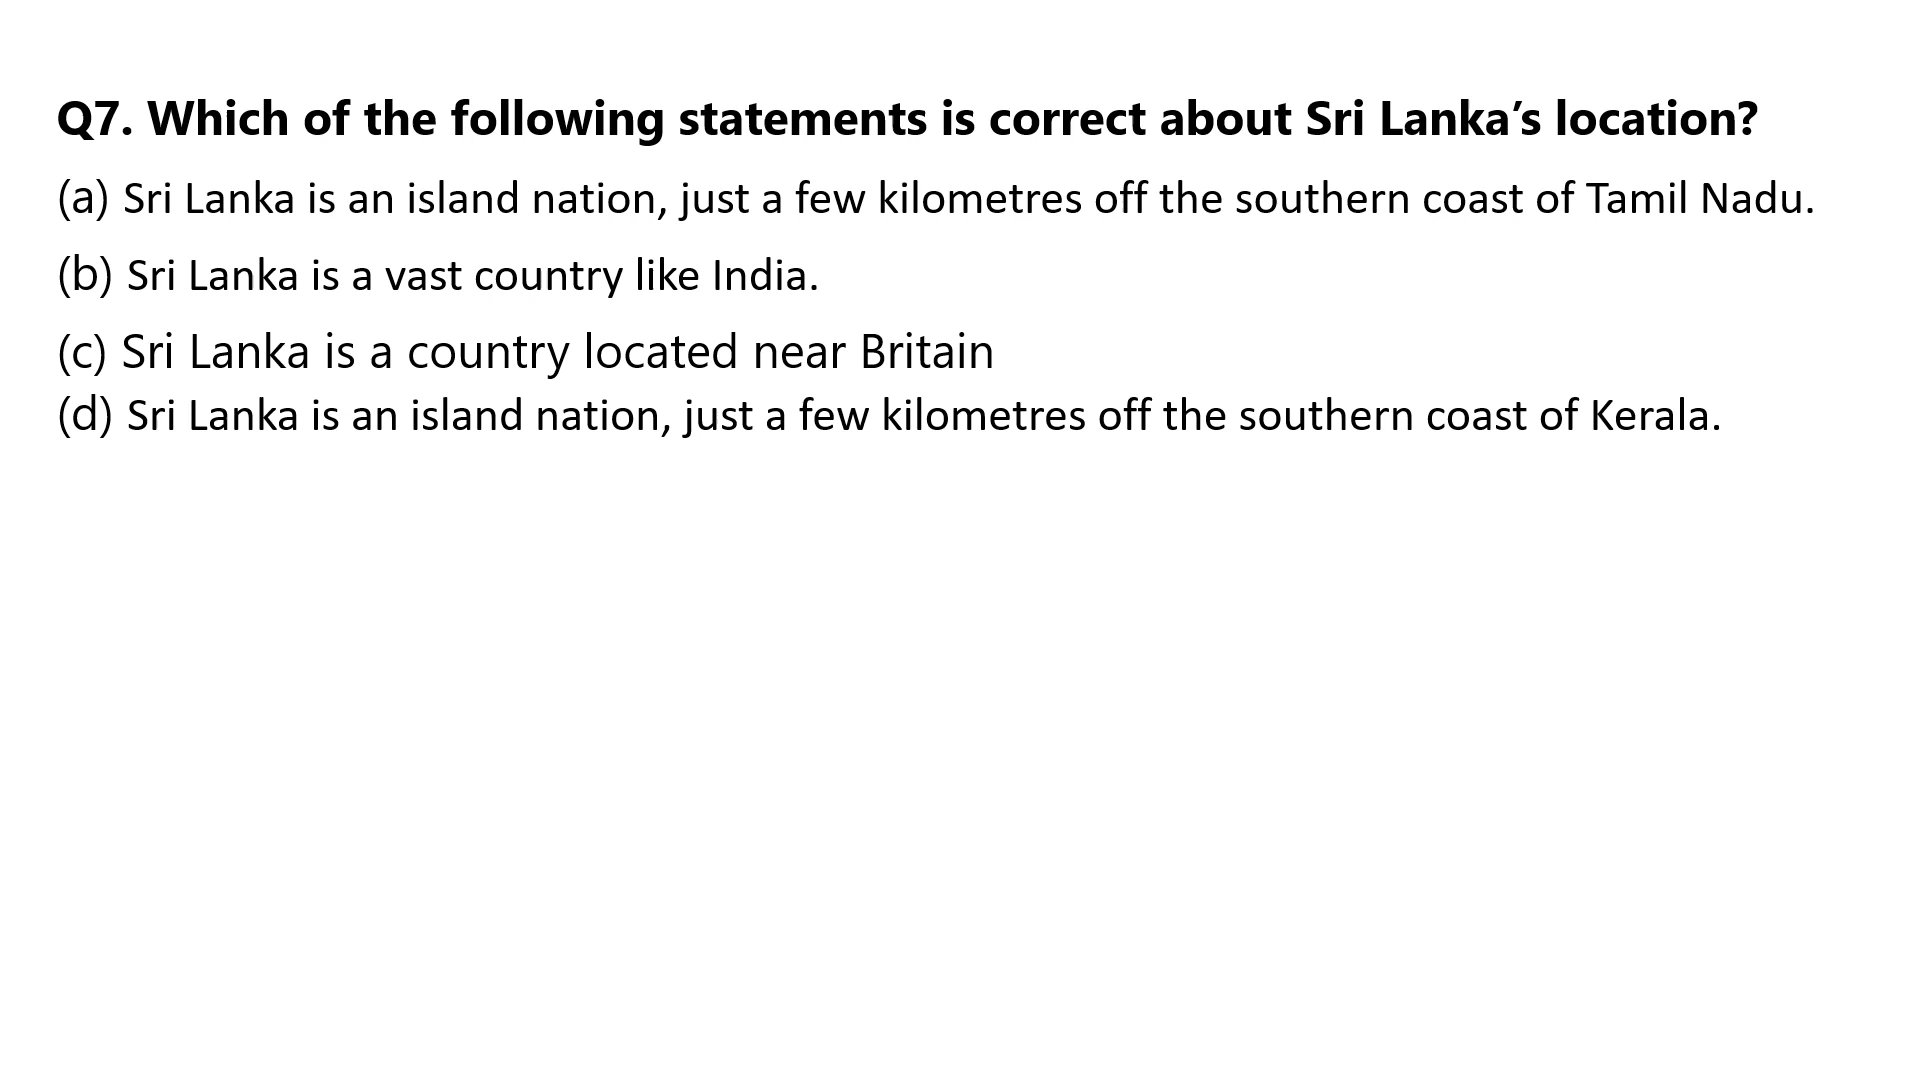 Q7. Which of the following statements is correct about Sri Lanka’s location?
(a) Sri Lanka is an island nation, just a few kilometres off the southern coast of Tamil Nadu.
(b) Sri Lanka is a vast country like India.
(c) Sri Lanka is a country located near Britain
(d) Sri Lanka is an island nation, just a few kilometres off the southern coast of Kerala.